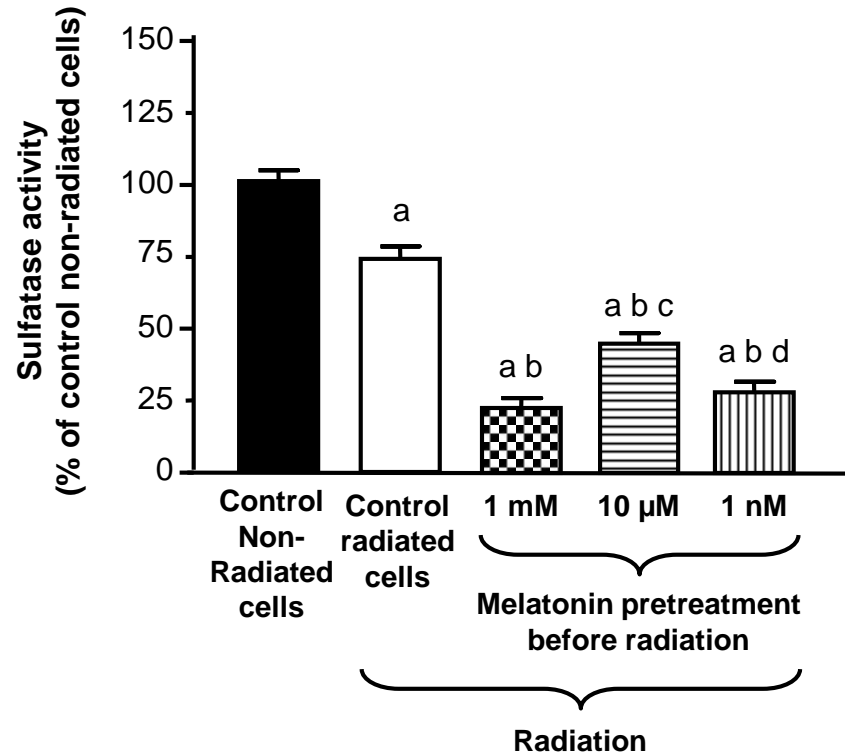 Sulfatase activity
(% of control non-radiated cells)
150
125
100
75
50
25
0
a
a b
a b c
a b d
Control
Non-
Radiated
cells
Control
radiated
cells
1 mM
10 µM
1 nM
Melatonin pretreatment
before radiation
Radiation